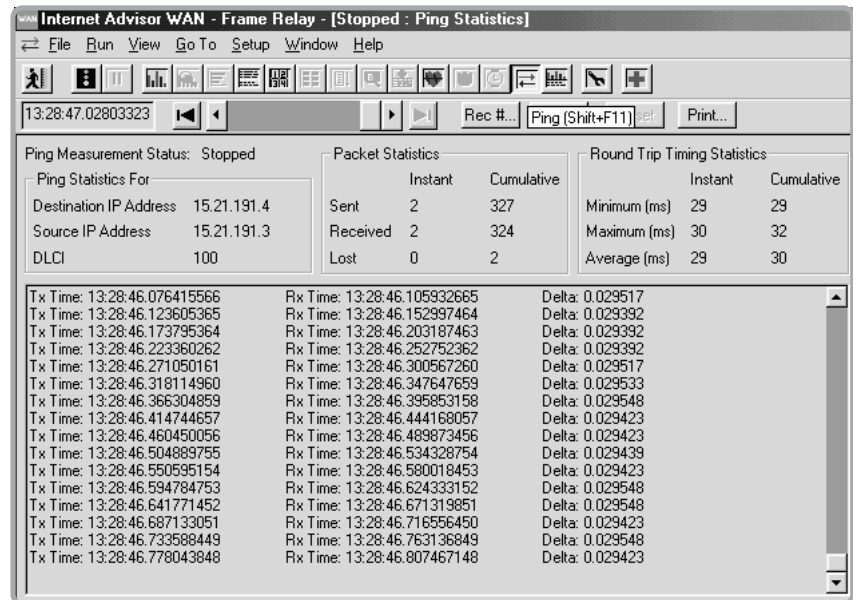 WAN Internet Advisor WAN - Frame Relay - [Stopped : Ping Statistics]
File Run View Go To Setup Window Help
13:28:47.02803323 Rec #... Ping (Shift+F11) set Print...
Ping Measurement Status: Stopped
Ping Statistics For
Destination IP Address 15.21.191.4
Source IP Address 15.21.191.3
DLCI 100
Packet Statistics
Instant Cumulative
Sent 2 327
Received 2 324
Lost 0 2
Round Trip Timing Statistics
Instant Cumulative
Minimum (ms) 29 29
Maximum (ms) 30 32
Average (ms) 29 30
Tx Time: 13:28:46.076415566 Rx Time: 13:28:46.105932665 Delta: 0.029517
Tx Time: 13:28:46.123605365 Rx Time: 13:28:46.152997464 Delta: 0.029392
Tx Time: 13:28:46.173795364 Rx Time: 13:28:46.203187463 Delta: 0.029392
Tx Time: 13:28:46.223360262 Rx Time: 13:28:46.252752362 Delta: 0.029392
Tx Time: 13:28:46.271050161 Rx Time: 13:28:46.300567260 Delta: 0.029517
Tx Time: 13:28:46.318114960 Rx Time: 13:28:46.347647659 Delta: 0.029533
Tx Time: 13:28:46.366304859 Rx Time: 13:28:46.395853158 Delta: 0.029548
Tx Time: 13:28:46.414744657 Rx Time: 13:28:46.444168057 Delta: 0.029423
Tx Time: 13:28:46.460450056 Rx Time: 13:28:46.489873456 Delta: 0.029423
Tx Time: 13:28:46.504889755 Rx Time: 13:28:46.534328754 Delta: 0.029439
Tx Time: 13:28:46.550595154 Rx Time: 13:28:46.580018453 Delta: 0.029423
Tx Time: 13:28:46.594784753 Rx Time: 13:28:46.624333152 Delta: 0.029548
Tx Time: 13:28:46.641771452 Rx Time: 13:28:46.671319851 Delta: 0.029548
Tx Time: 13:28:46.687133051 Rx Time: 13:28:46.716556450 Delta: 0.029423
Tx Time: 13:28:46.733588449 Rx Time: 13:28:46.763136849 Delta: 0.029548
Tx Time: 13:28:46.778043848 Rx Time: 13:28:46.807467148 Delta: 0.029423